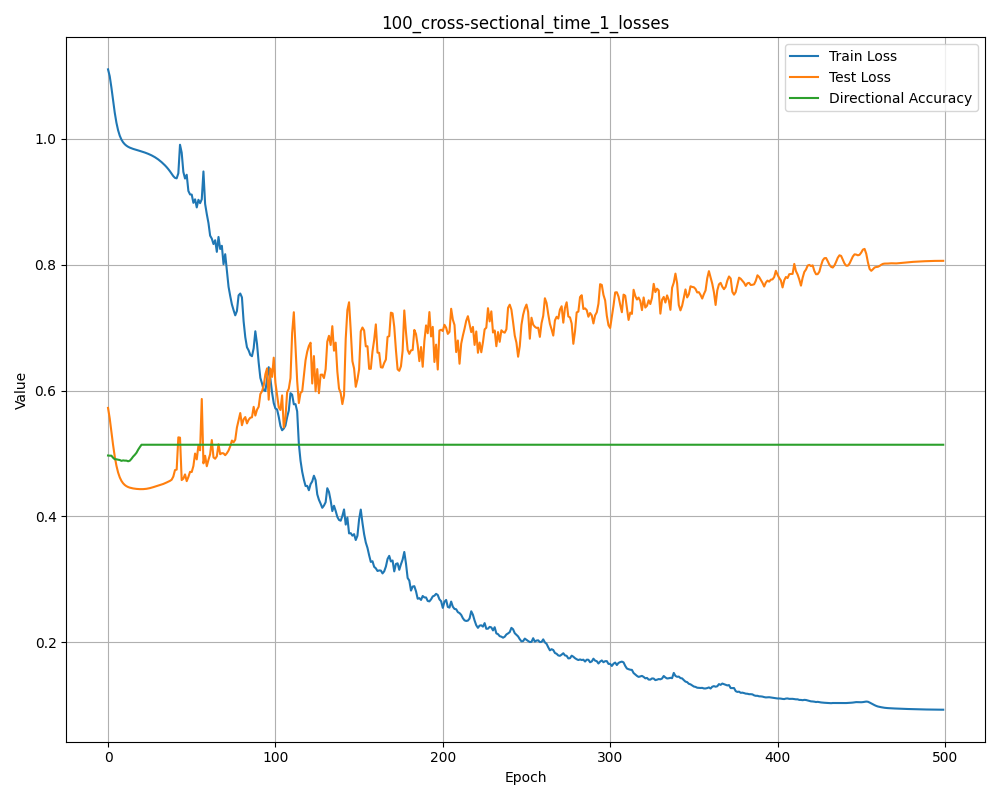 100_cross-sectional_time_1_losses
Train Loss
Test Loss
Directional Accuracy
Value
1.0
0.8
0.6
0.4
0.2
0 100 200 300 400 500
Epoch